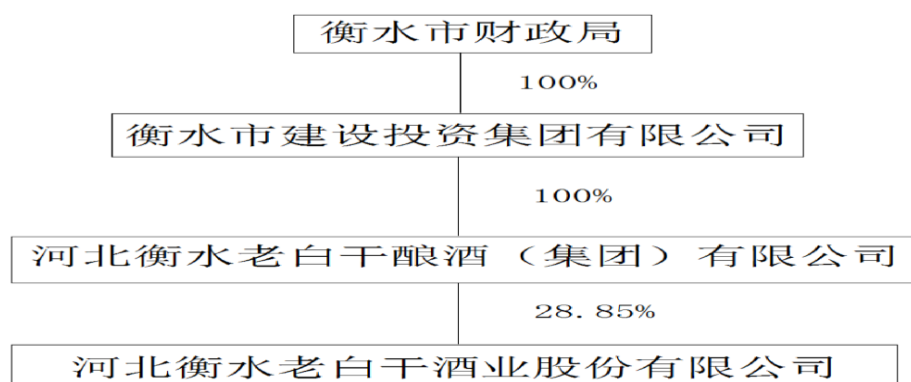 衡水市财政局
100%
衡水市建设投资集团有限公司
100%
河北衡水老白干酿酒（集团）有限公司
28.85%
河北衡水老白干酒业股份有限公司